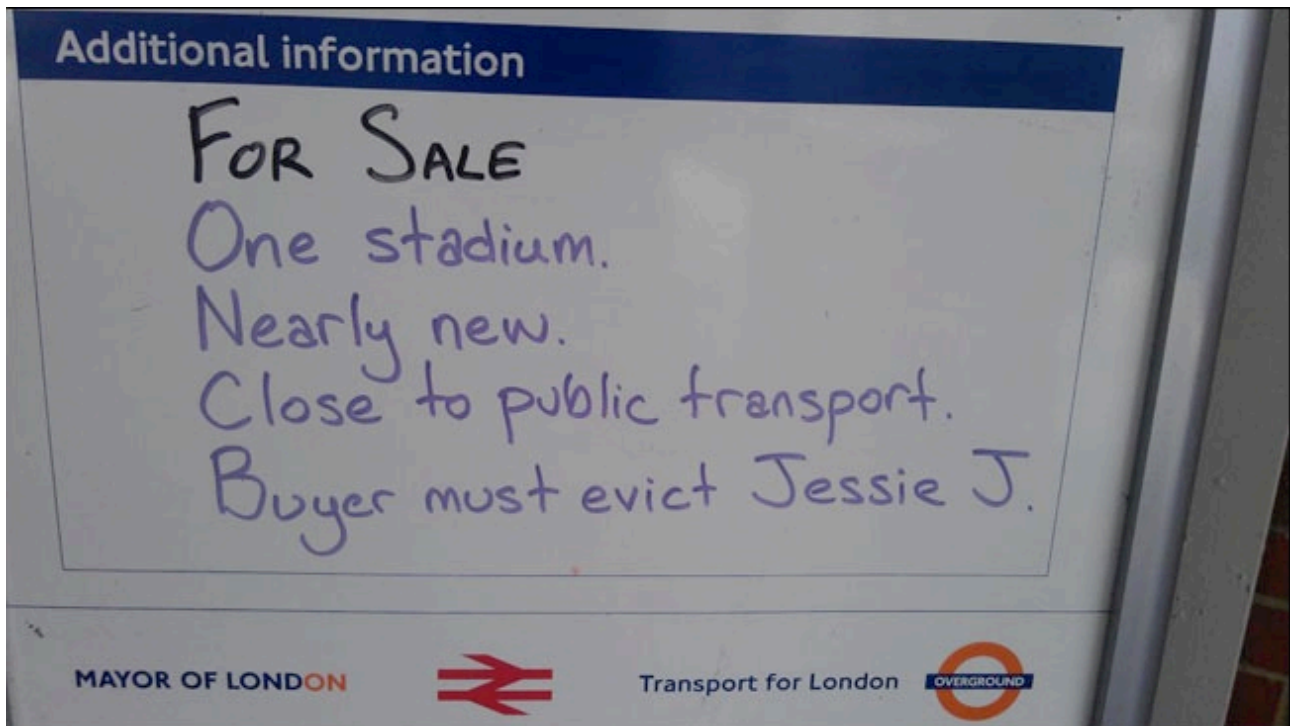 Additional information
FOR SALE
One stadium.
Nearly new.
Close to public transport.
Buyer must evict Jessie J.
MAYOR OF LONDON
Transport for London
OVERGROUND